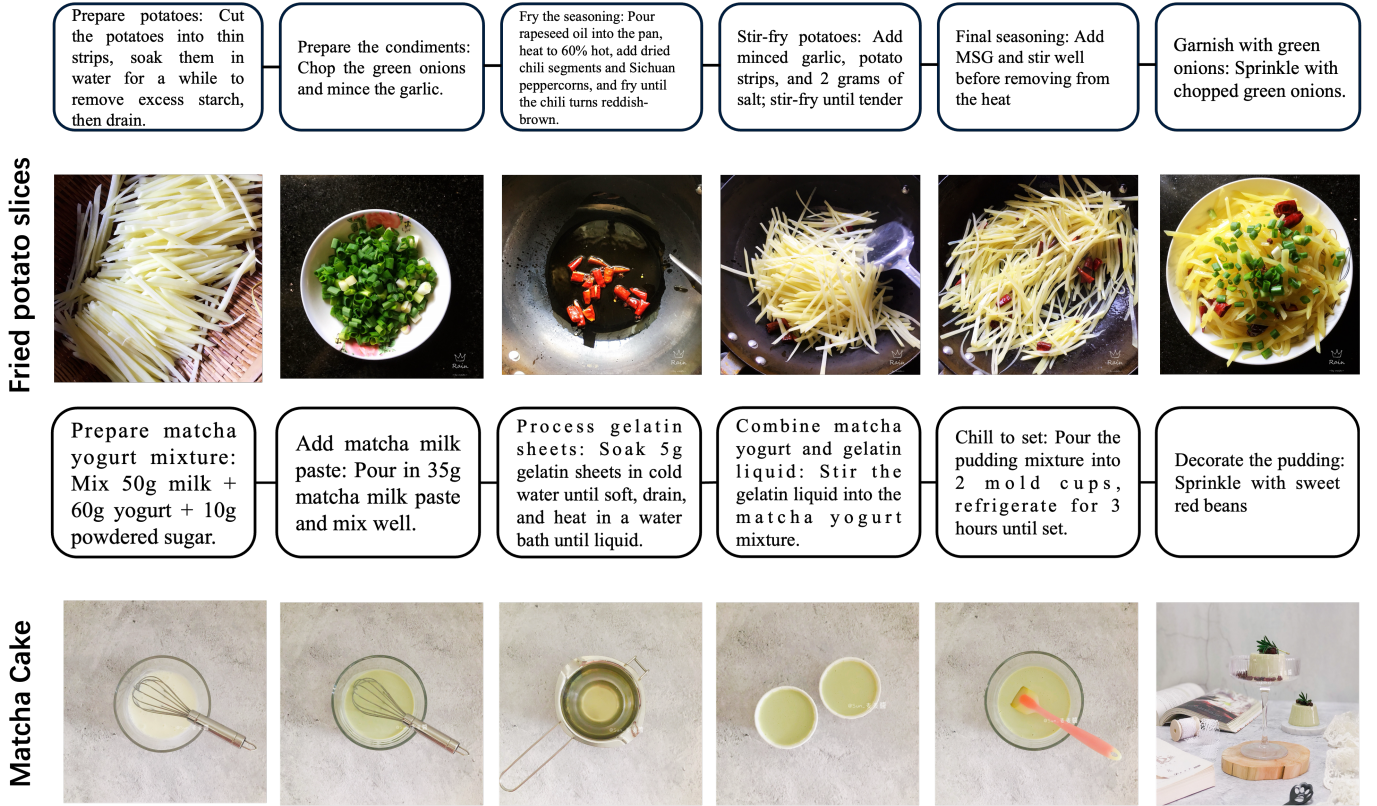 Prepare potatoes: Cut
the potatoes into thin
strips, soak them in
water for a while to
remove excess starch,
then drain.
Prepare the condiments:
Chop the green onions
and mince the garlic.
Fry the seasoning: Pour
rapeseed oil into the pan,
heat to 60% hot, add dried
chili segments and Sichuan
peppercorns, and fry until
the chili turns reddish-
brown.
Stir-fry potatoes: Add
minced garlic, potato
strips, and 2 grams of
salt; stir-fry until tender
Final seasoning: Add
MSG and stir well
before removing from
the heat
Garnish with green
onions: Sprinkle with
chopped green onions.
Fried potato slices
Rain
Rain
Rain
Prepare matcha
yogurt mixture:
Mix 50g milk +
60g yogurt + 10g
powdered sugar.
Add matcha milk
paste: Pour in 35g
matcha milk paste
and mix well.
Process gelatin
sheets: Soak 5g
gelatin sheets in cold
water until soft, drain,
and heat in a water
bath until liquid.
Combine matcha
yogurt and gelatin
liquid: Stir the
gelatin liquid into the
matcha yogurt
mixture.
Chill to set: Pour the
pudding mixture into
2 mold cups,
refrigerate for 3
hours until set.
Decorate the pudding:
Sprinkle with sweet
red beans
Matcha Cake